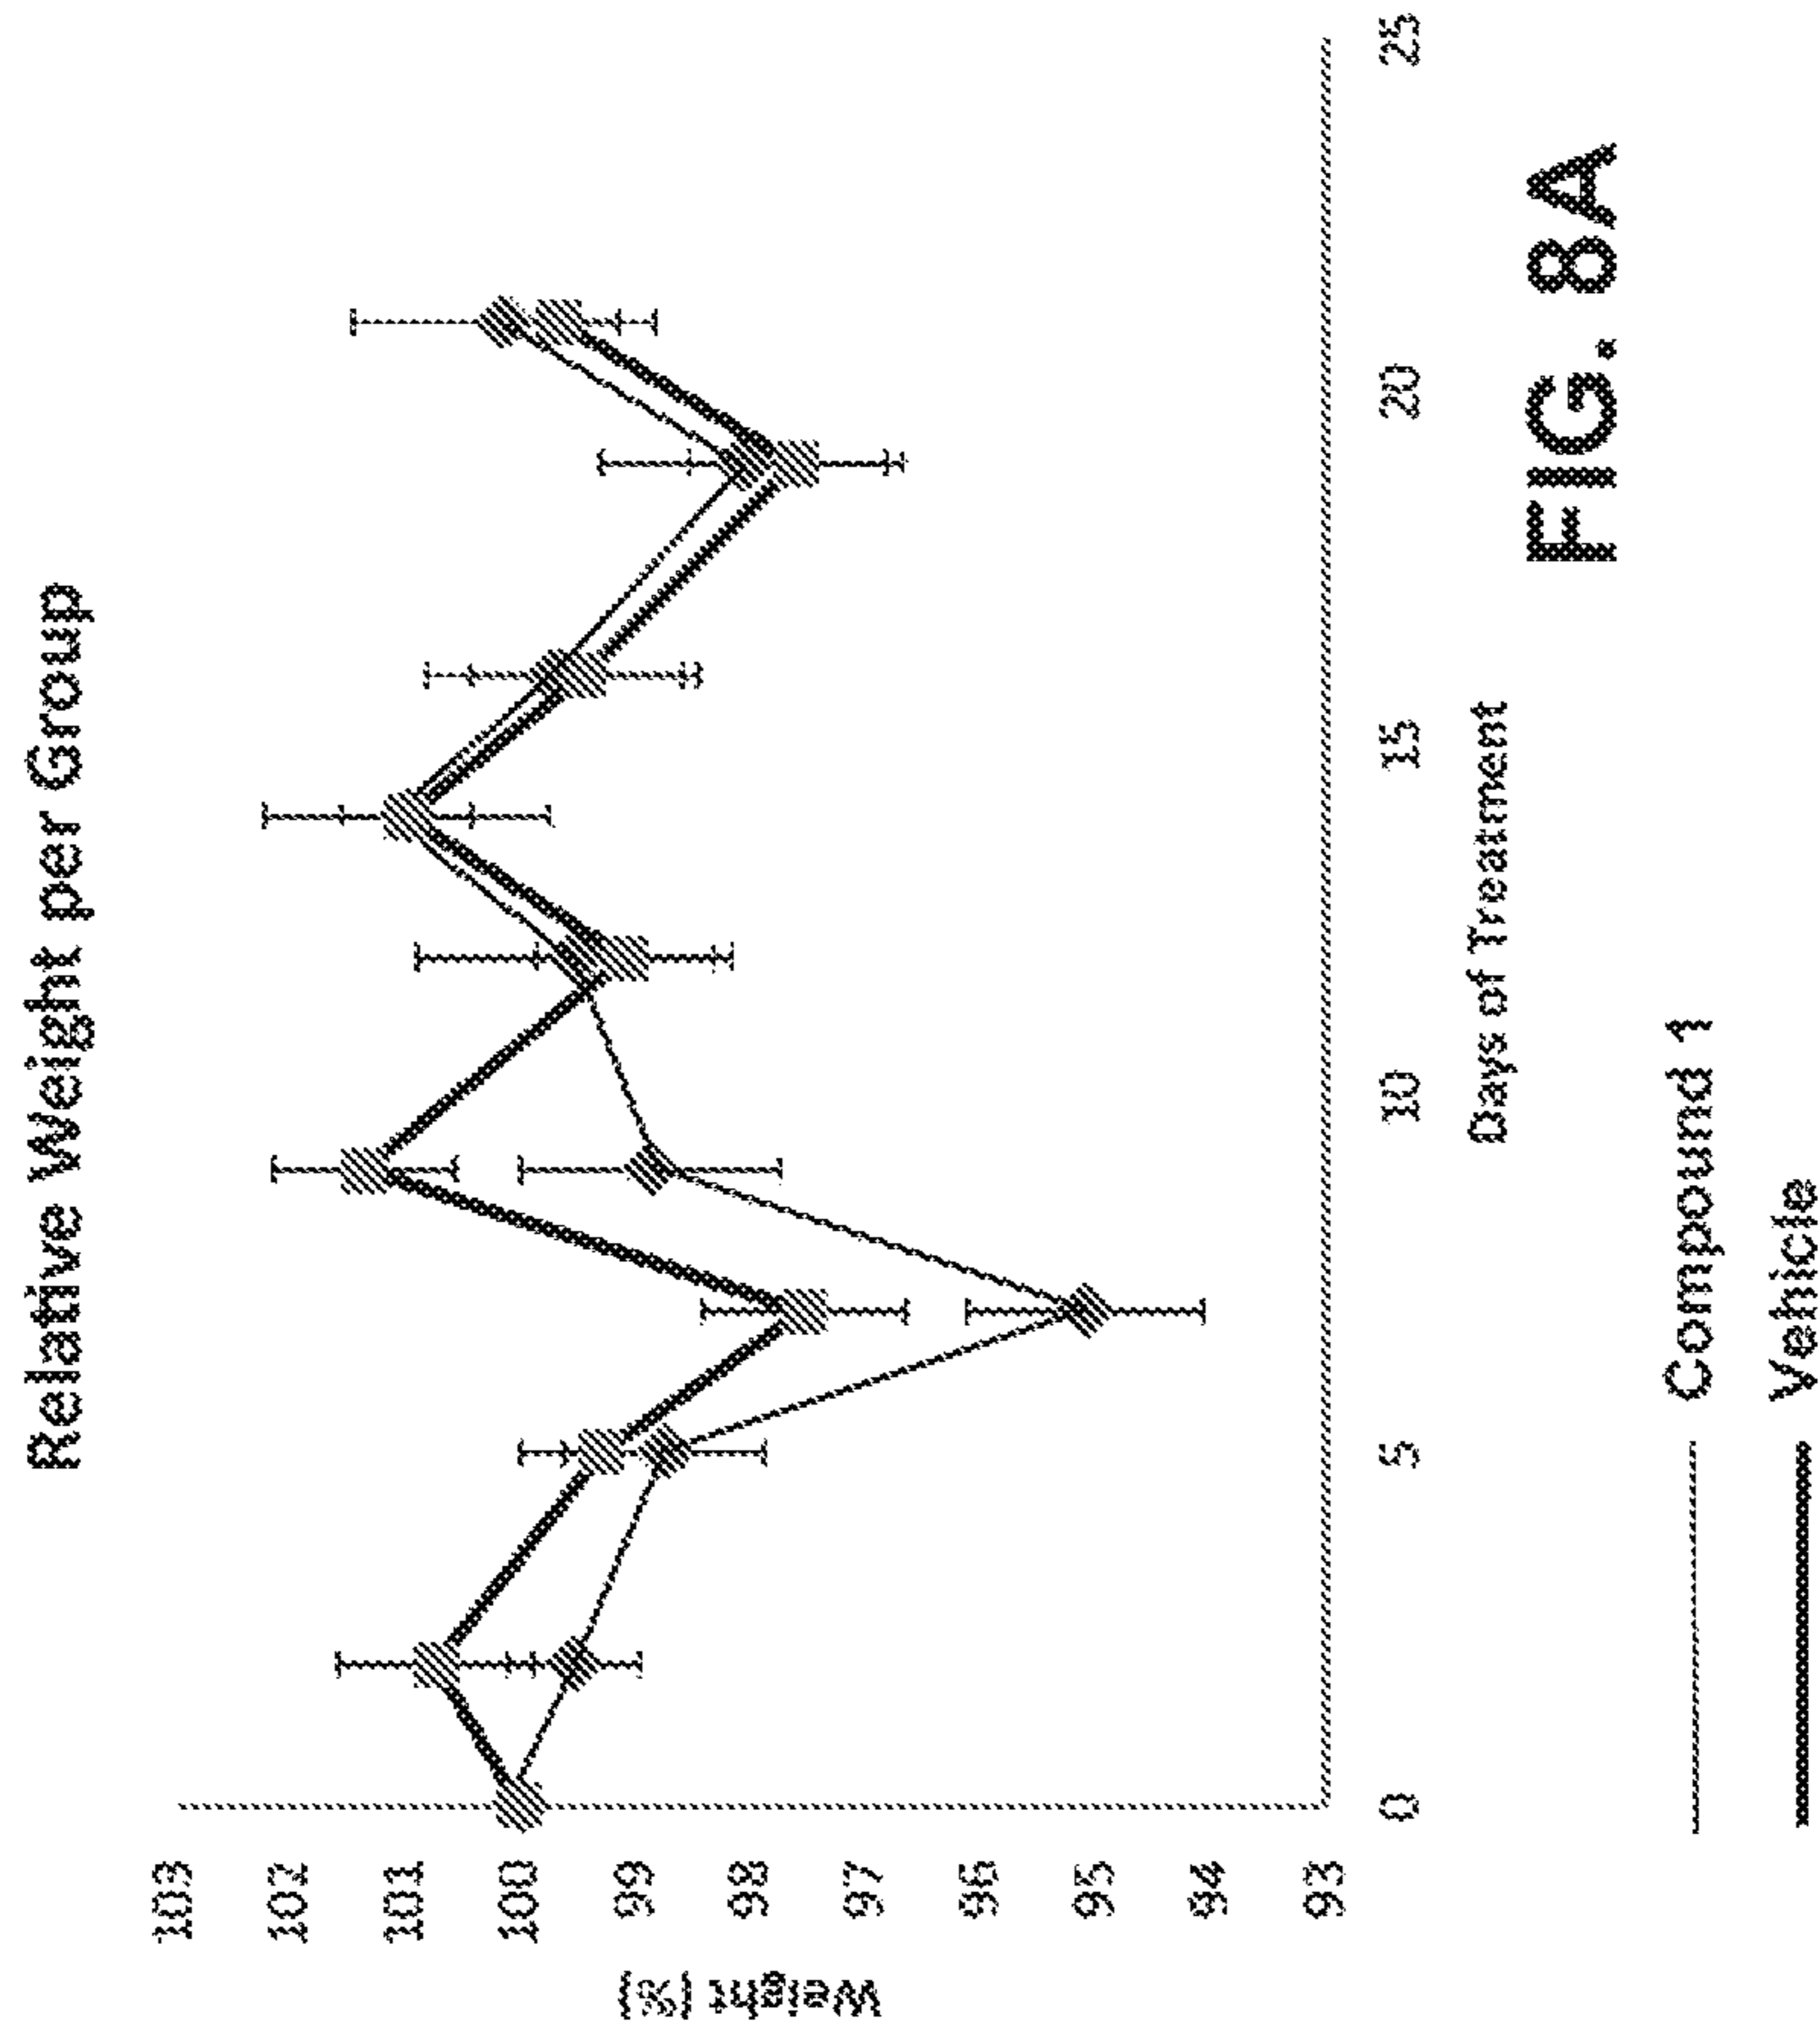 Relative Weight per Group
Weight (%)
103
102
101
100
99
98
97
96
95
94
93
0 5 10 15 20 25
Days of Treatment
Compound 1
Vehicle
FIG. 8A